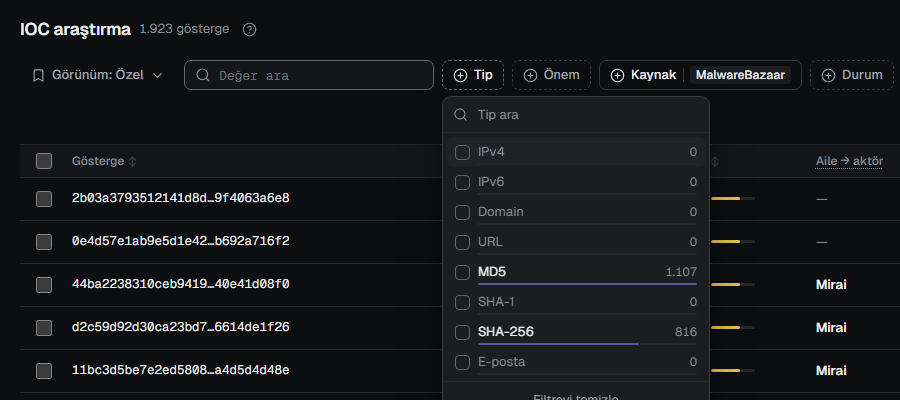 IOC araştırma 1.923 gösterge
Görünüm: Özel Değer ara Tip Önem Kaynak MalwareBazaar Durum
Tip ara
Gösterge Aile → aktör
IPv4 0
IPv6 0
Domain 0
URL 0
MD5 1.107
SHA-1 0
SHA-256 816
E-posta 0
Filtreyi temizle
2b03a3793512141d8d…9f4063a6e8 —
0e4d57e1ab9e5d1e42…b692a716f2 —
44ba2238310ceb9419…40e41d08f0 Mirai
d2c59d92d30ca23bd7…6614de1f26 Mirai
11bc3d5be7e2ed5808…a4d5d4d48e Mirai